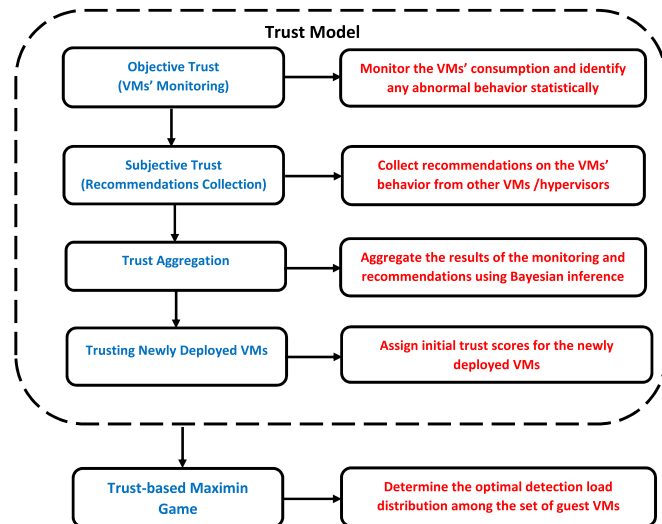 Trust Model
Objective Trust
(VMs’ Monitoring)
Monitor the VMs’ consumption and identify
any abnormal behavior statistically
Subjective Trust
(Recommendations Collection)
Collect recommendations on the VMs’
behavior from other VMs /hypervisors
Trust Aggregation
Aggregate the results of the monitoring and
recommendations using Bayesian inference
Trusting Newly Deployed VMs
Assign initial trust scores for the newly
deployed VMs
Trust-based Maximin
Game
Determine the optimal detection load
distribution among the set of guest VMs